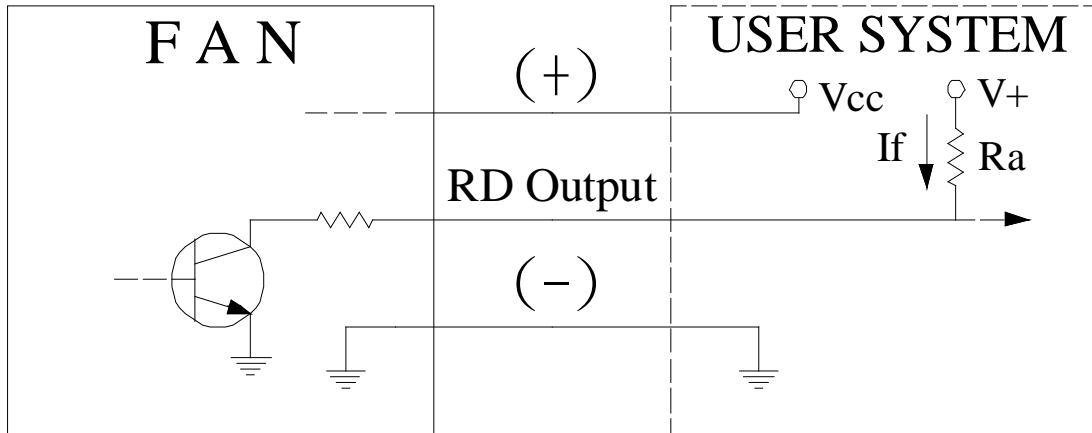 F A N
USER SYSTEM
(+)
Vcc
V+
If
Ra
RD Output
(-)